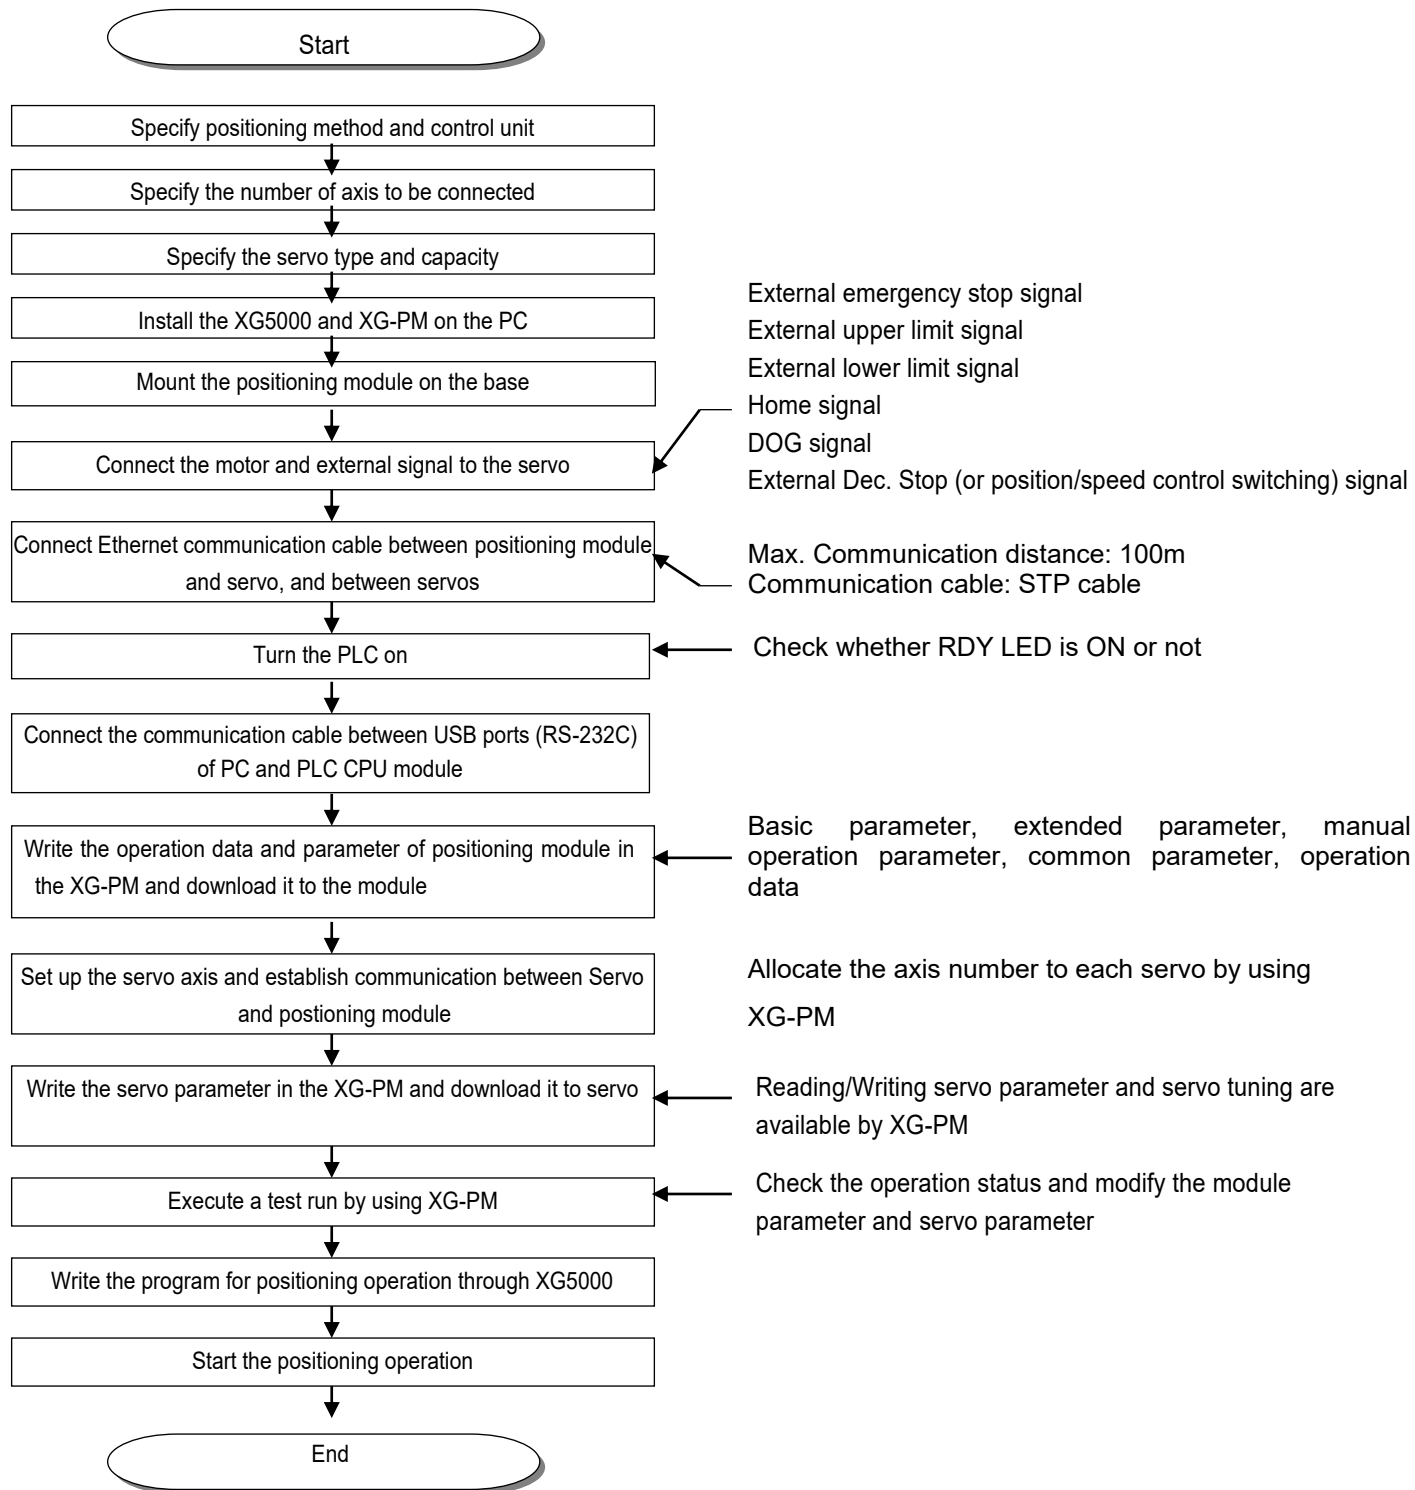 Start
Specify positioning method and control unit
Specify the number of axis to be connected
Specify the servo type and capacity
Install the XG5000 and XG-PM on the PC
Mount the positioning module on the base
External emergency stop signal
External upper limit signal
External lower limit signal
Home signal
DOG signal
External Dec. Stop (or position/speed control switching) signal
Connect the motor and external signal to the servo
Connect Ethernet communication cable between positioning module
and servo, and between servos
Max. Communication distance: 100m
Communication cable: STP cable
Turn the PLC on
Check whether RDY LED is ON or not
Connect the communication cable between USB ports (RS-232C)
of PC and PLC CPU module
Write the operation data and parameter of positioning module in
the XG-PM and download it to the module
Basic parameter, extended parameter, manual
operation parameter, common parameter, operation
data
Set up the servo axis and establish communication between Servo
and postioning module
Allocate the axis number to each servo by using
XG-PM
Write the servo parameter in the XG-PM and download it to servo
Reading/Writing servo parameter and servo tuning are
available by XG-PM
Execute a test run by using XG-PM
Check the operation status and modify the module
parameter and servo parameter
Write the program for positioning operation through XG5000
Start the positioning operation
End